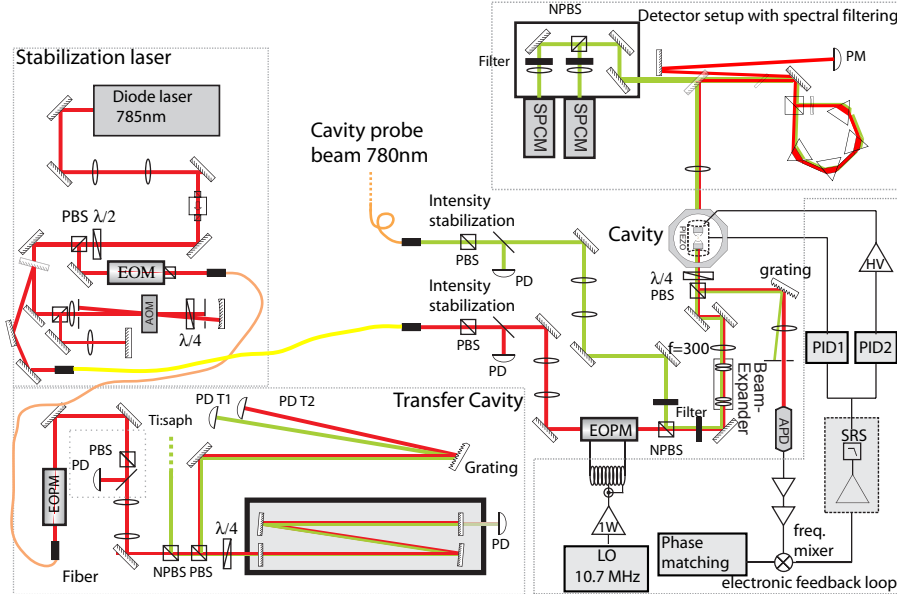 NPBS
Detector setup with spectral filtering
PM
Filter
SPCM
SPCM
Stabilization laser
Diode laser
785nm
Cavity probe
beam 780nm
PBS
λ/2
EOM
AOM
λ/4
Intensity
stabilization
PBS
PD
Intensity
stabilization
PBS
PD
Cavity
PIEZO
λ/4
PBS
grating
HV
PID1
PID2
f=300
Beam-
Expander
Filter
EOPM
NPBS
APD
SRS
1W
LO
10.7 MHz
Phase
matching
freq.
mixer
electronic feedback loop
Transfer Cavity
PD T1
PD T2
Ti:saph
Grating
PBS
PD
EOPM
Fiber
NPBS
PBS
λ/4
PD